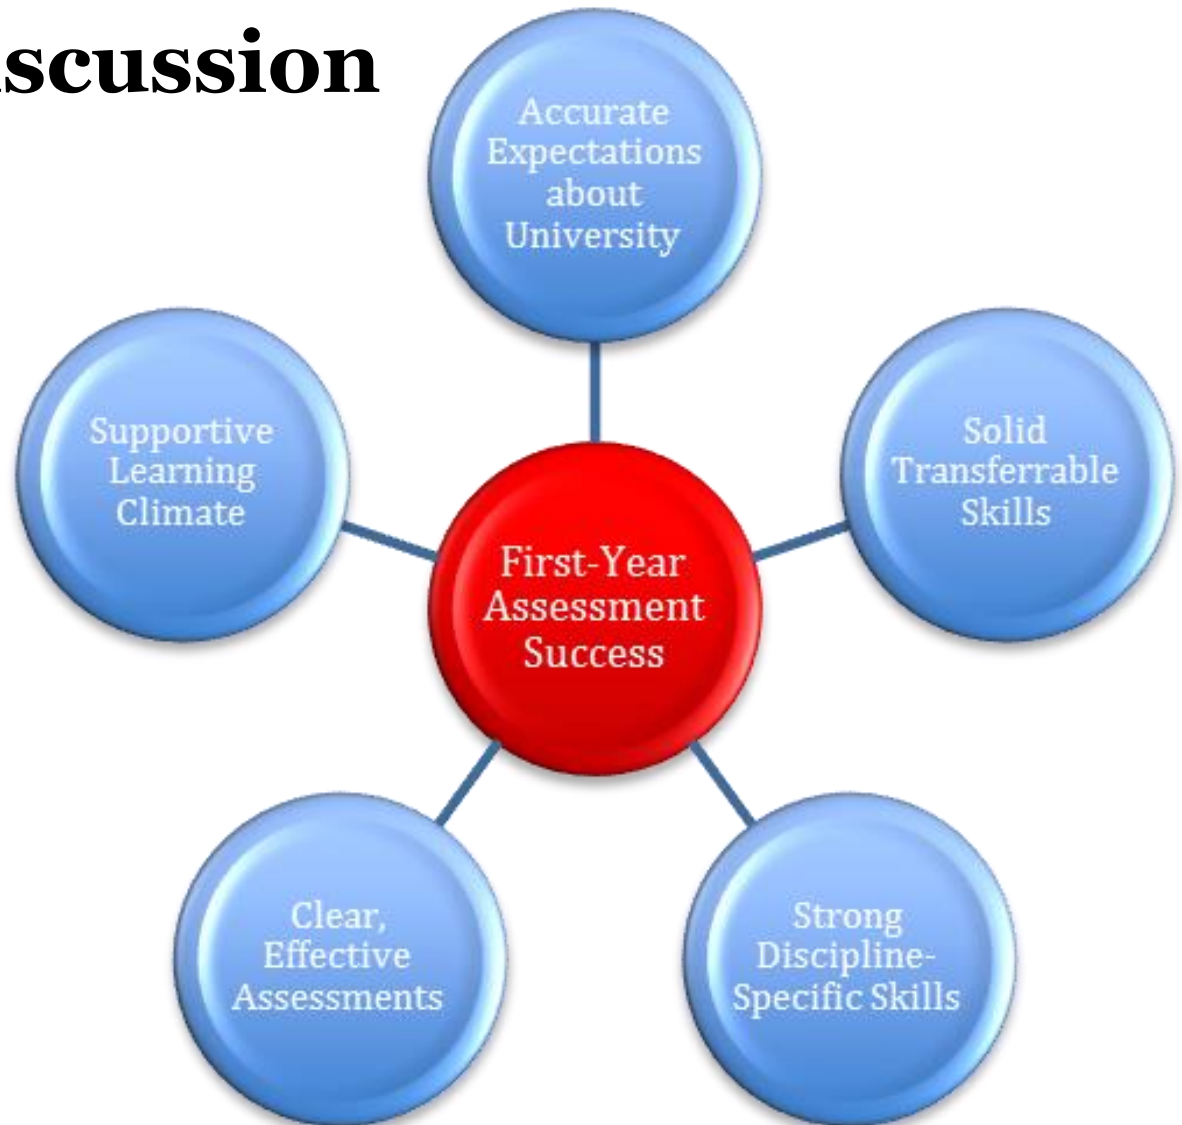 scussion
Accurate
Expectations
about
University
Supportive
Learning
Climate
Solid
Transferrable
Skills
First-Year
Assessment
Success
Clear,
Effective
Assessments
Strong
Discipline-
Specific Skills